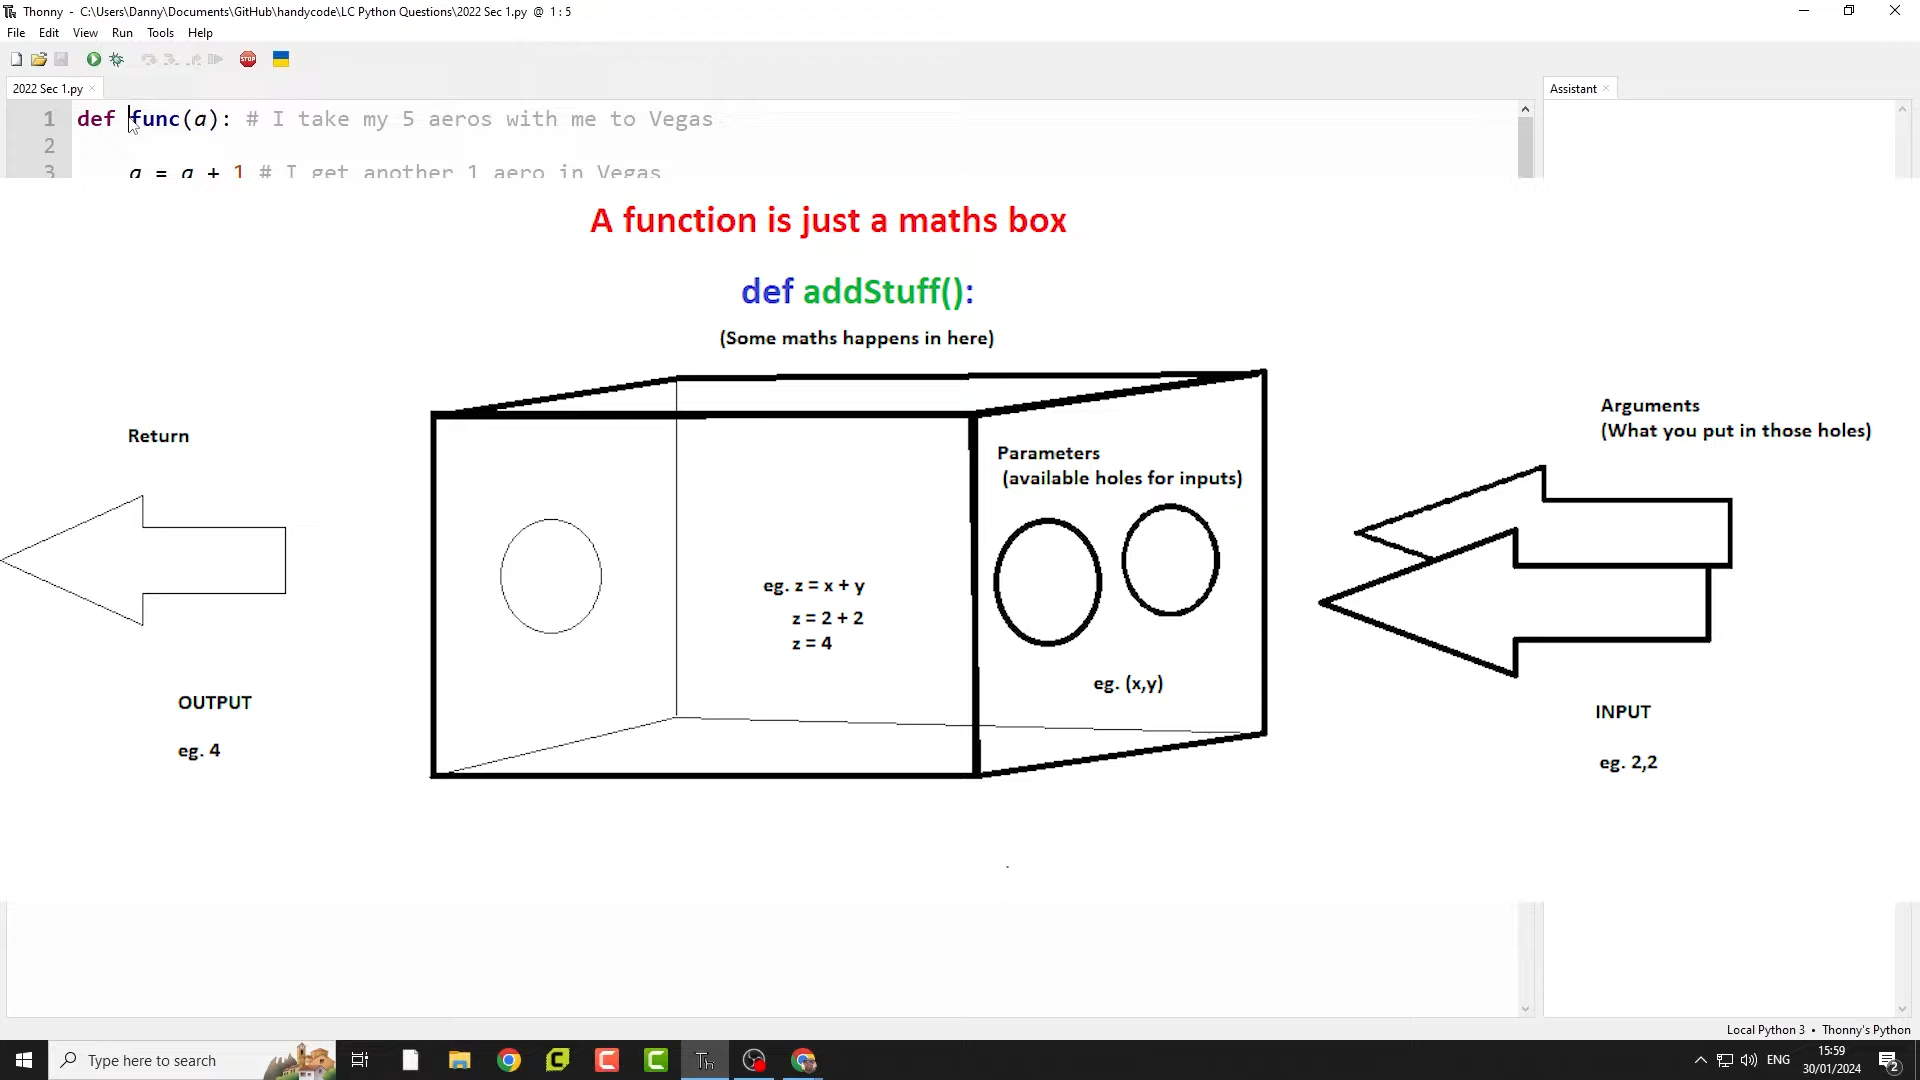 Thonny - C:\Users\Danny\Documents\GitHub\handycode\LC Python Questions\2022 Sec 1.py @ 1 : 5
File Edit View Run Tools Help
STOP
2022 Sec 1.py ×
Assistant ×
1 def func(a): # I take my 5 aeros with me to Vegas
2
3 a = a + 1 # I get another 1 aero in Vegas
A function is just a maths box
def addStuff():
(Some maths happens in here)
Arguments
(What you put in those holes)
Return
Parameters
(available holes for inputs)
eg. z = x + y
z = 2 + 2
z = 4
eg. (x,y)
OUTPUT
INPUT
eg. 4
eg. 2,2
Local Python 3 • Thonny's Python
Type here to search
Th
ENG
15:59
30/01/2024
2